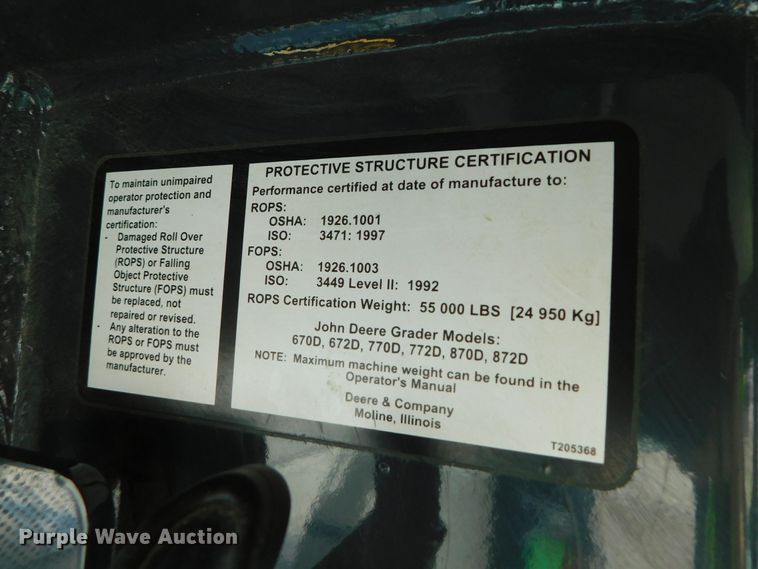 To maintain unimpaired
operator protection and
manufacturer's
certification:
- Damaged Roll Over
Protective Structure
(ROPS) or Falling
Object Protective
Structure (FOPS) must
be replaced, not
repaired or revised.
- Any alteration to the
ROPS or FOPS must
be approved by the
manufacturer.
PROTECTIVE STRUCTURE CERTIFICATION
Performance certified at date of manufacture to:
ROPS:
OSHA: 1926.1001
ISO: 3471: 1997
FOPS:
OSHA: 1926.1003
ISO: 3449 Level II: 1992
ROPS Certification Weight: 55 000 LBS [24 950 Kg]
John Deere Grader Models:
670D, 672D, 770D, 772D, 870D, 872D
NOTE: Maximum machine weight can be found in the
Operator's Manual
Deere & Company
Moline, Illinois
T205368
Purple Wave Auction